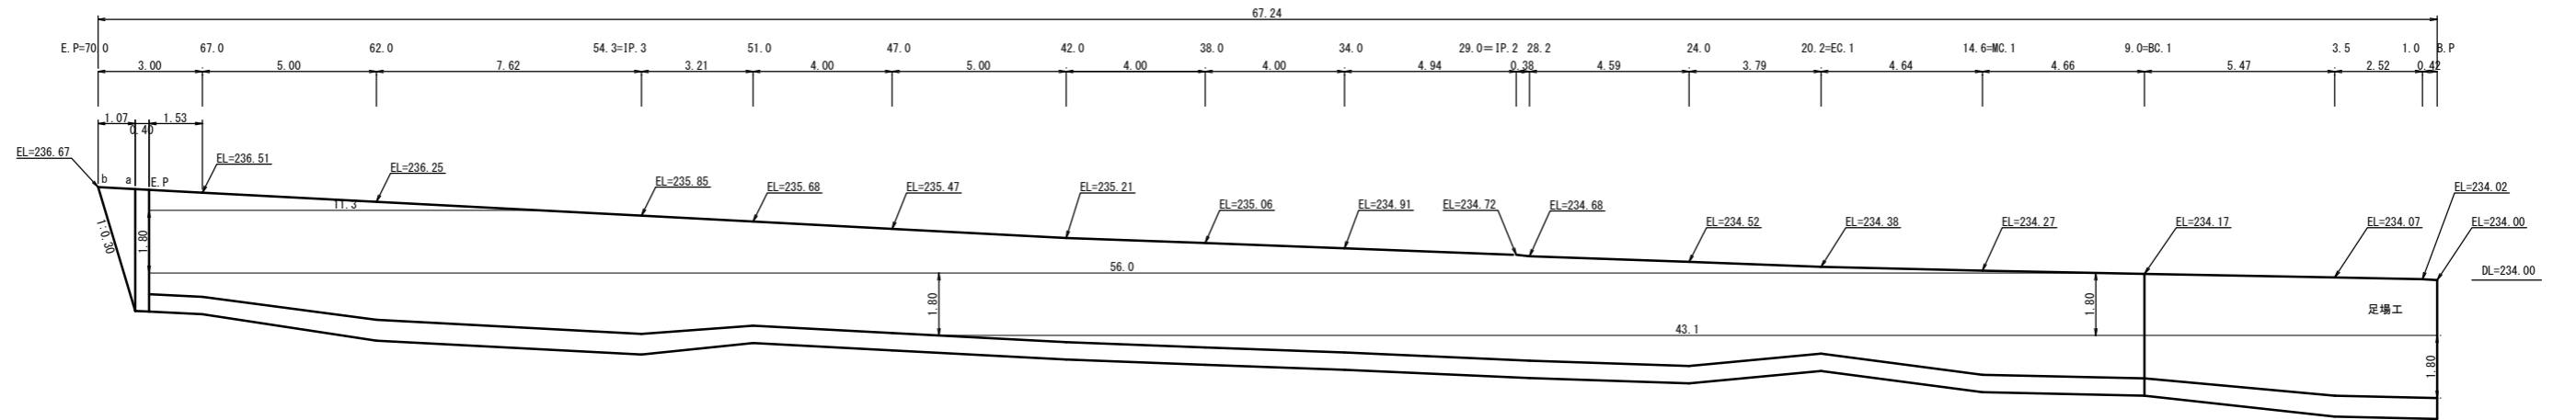 67.24
E.P=70.0 67.0 62.0 54.3=IP.3 51.0 47.0 42.0 38.0 34.0 29.0=IP.2 28.2 24.0 20.2=EC.1 14.6=MC.1 9.0=BC.1 3.5 1.0 B.P
3.00 5.00 7.62 3.21 4.00 5.00 4.00 4.00 4.94 0.38 4.59 3.79 4.64 4.66 5.47 2.52 0.42
1.07 0.40 1.53
EL=236.67 b a E.P EL=236.51 EL=236.25 EL=235.85 EL=235.68 EL=235.47 EL=235.21 EL=235.06 EL=234.91 EL=234.72 EL=234.68 EL=234.52 EL=234.38 EL=234.27 EL=234.17 EL=234.07 EL=234.02 EL=234.00
11.3
1:0.30
1.80
56.0
DL=234.00
1.80
1.80
足場工
43.1
1.80